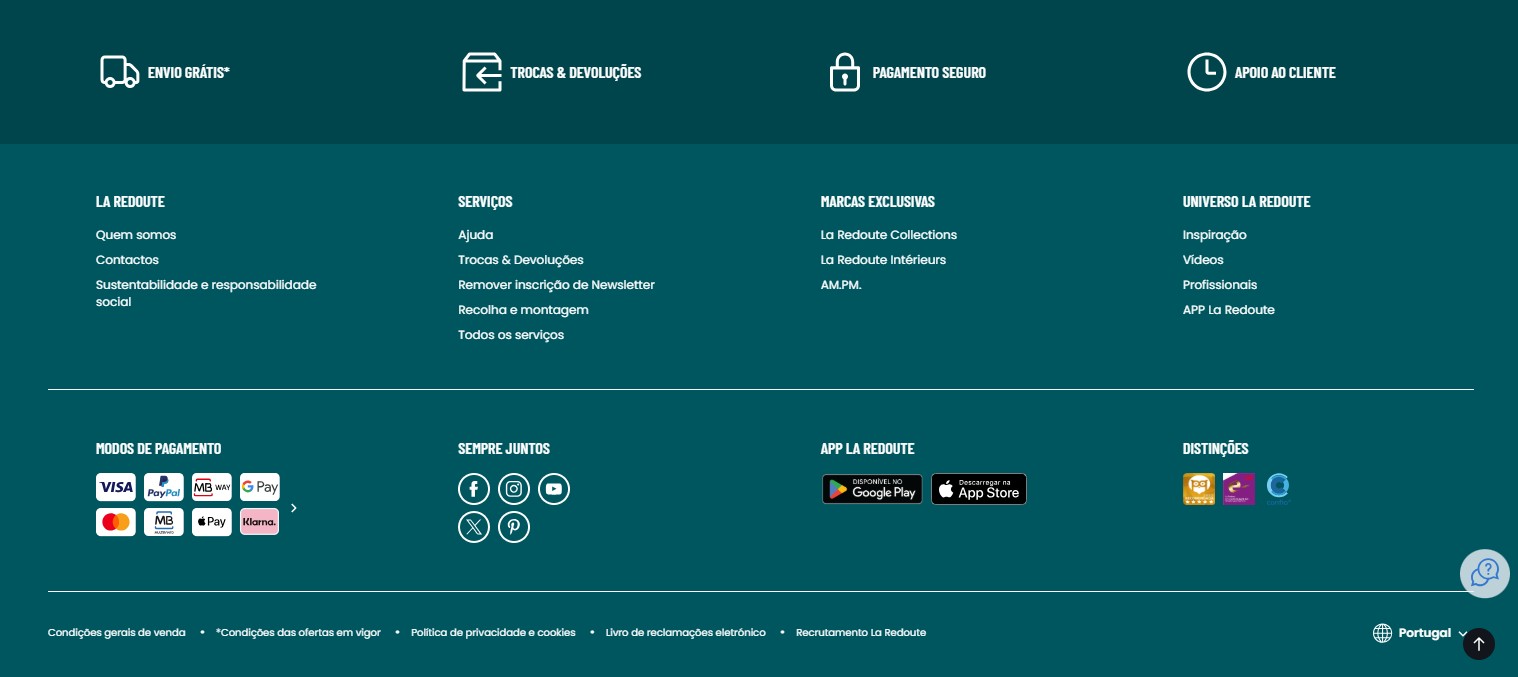 ENVIO GRÁTIS*
TROCAS & DEVOLUÇÕES
PAGAMENTO SEGURO
APOIO AO CLIENTE
LA REDOUTE
Quem somos
Contactos
Sustentabilidade e responsabilidade
social
SERVIÇOS
Ajuda
Trocas & Devoluções
Remover inscrição de Newsletter
Recolha e montagem
Todos os serviços
MARCAS EXCLUSIVAS
La Redoute Collections
La Redoute Intérieurs
AM.PM.
UNIVERSO LA REDOUTE
Inspiração
Vídeos
Profissionais
APP La Redoute
MODOS DE PAGAMENTO
VISA
PayPal
MB WAY
G Pay
MB
Pay
Klarna.
SEMPRE JUNTOS
APP LA REDOUTE
DISPONÍVEL NO
Google Play
Descarregar na
App Store
DISTINÇÕES
Condições gerais de venda • *Condições das ofertas em vigor • Política de privacidade e cookies • Livro de reclamações eletrónico • Recrutamento La Redoute
Portugal